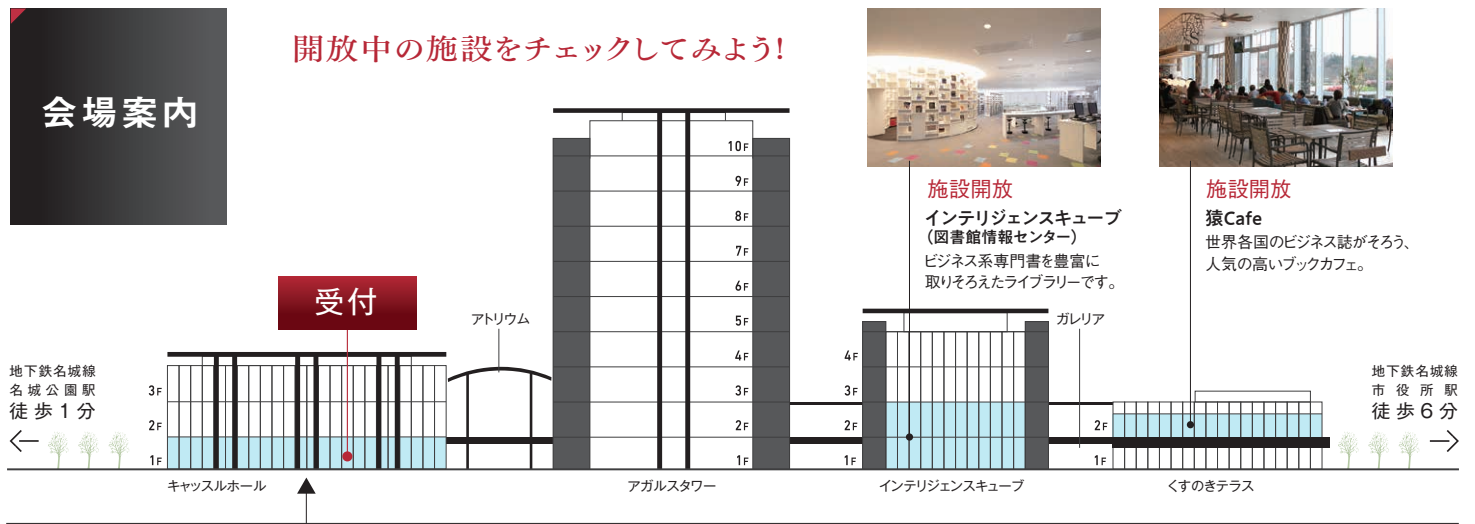 会場案内
開放中の施設をチェックしてみよう!
施設開放
インテリジェンスキューブ
(図書館情報センター)
ビジネス系専門書を豊富に
取りそろえたライブラリーです。
施設開放
猿Cafe
世界各国のビジネス誌がそろう、
人気の高いブックカフェ。
受付
アトリウム
ガレリア
地下鉄名城線
名城公園駅
徒歩1分
3F
2F
1F
10F
9F
8F
7F
6F
5F
4F
3F
2F
1F
4F
3F
2F
1F
2F
1F
地下鉄名城線
市役所駅
徒歩6分
キャッスルホール
アガルスタワー
インテリジェンスキューブ
くすのきテラス